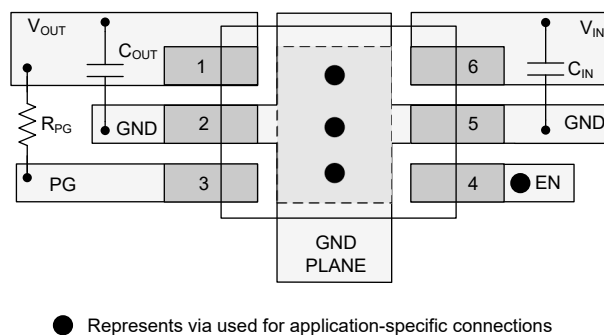 VOUT
COUT
1
RPG
GND
2
PG
3
GND
PLANE
VIN
6
CIN
5
GND
4
EN
Represents via used for application-specific connections